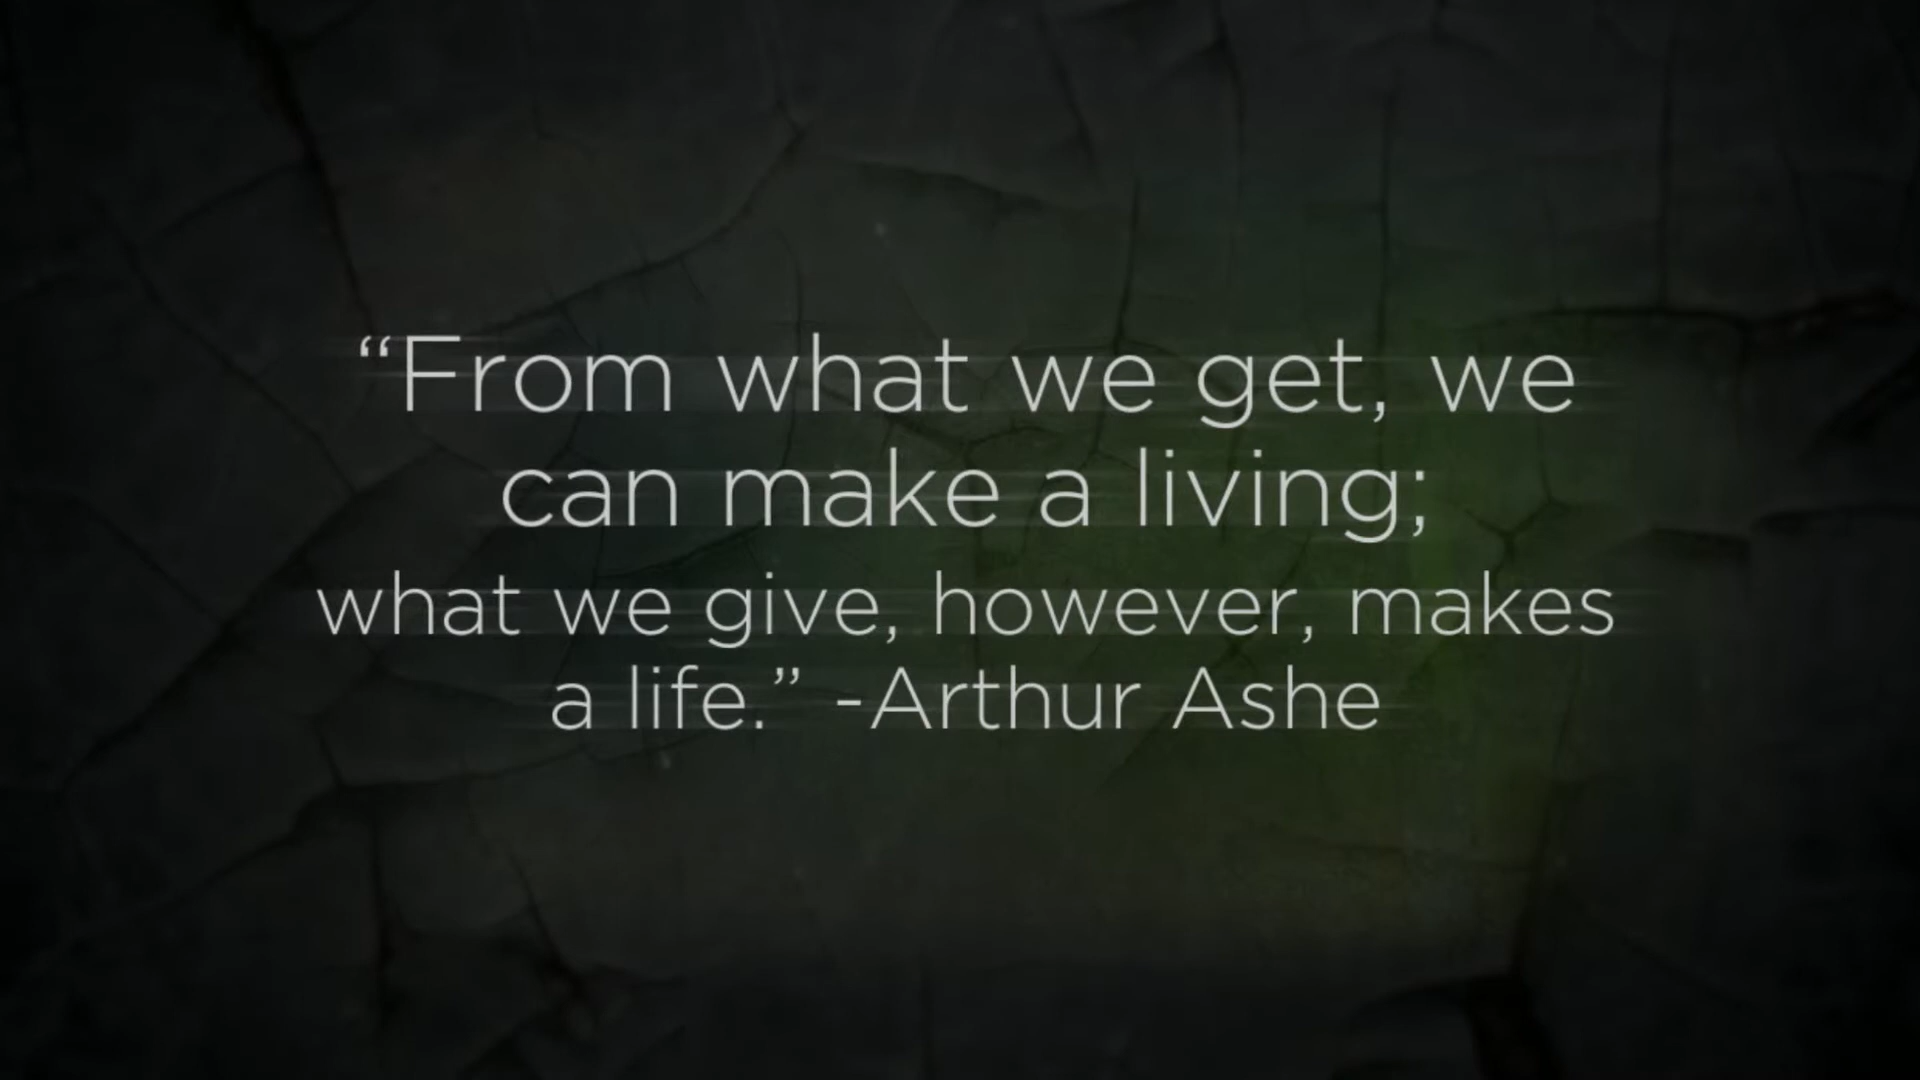 “From what we get, we
can make a living;
what we give, however, makes
a life.” -Arthur Ashe